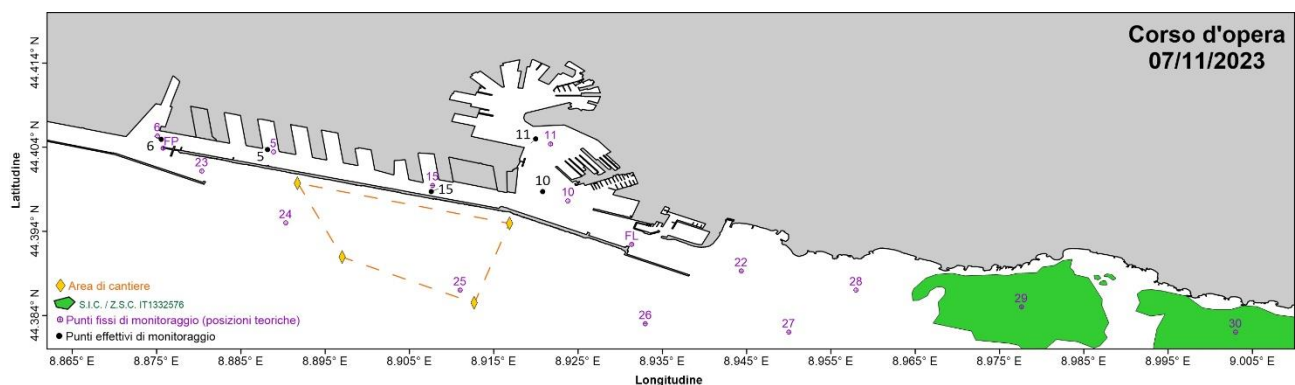 Corso d'opera
07/11/2023
Latitudine
44.414° N
44.404° N
44.394° N
44.384° N
6
6
FP
23
5
5
24
15
15
11
11
10
10
FL
25
22
26
27
28
29
30
Area di cantiere
S.I.C. / Z.S.C. IT1332576
Punti fissi di monitoraggio (posizioni teoriche)
Punti effettivi di monitoraggio
8.865° E
8.875° E
8.885° E
8.895° E
8.905° E
8.915° E
8.925° E
8.935° E
8.945° E
8.955° E
8.965° E
8.975° E
8.985° E
8.995° E
9.005° E
Longitudine